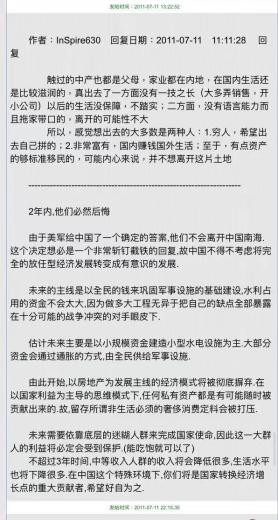 发帖时间：2011-07-11 13:22:52
作者：InSpire630 回复日期：2011-07-11 11:11:28 回
复
触过的中产也都是父母，家业都在内地，在国内生活还
是比较滋润的，真出去了一方面没有一技之长（大多养销售，开
小公司）以后的生活没保障，不踏实；二方面，没有语言能力而
且拖家带口的，离开的可能性不大
所以，感觉想出去的大多数是两种人：1.穷人，希望出
去自己拼的；2.非常富有，国内赚钱国外生活；至于，有点资产
的够标准移民的，可能内心来说，并不想离开这片土地
----------------------------------------------------------------------
2年内,他们必然后悔
由于美军给中国了一个确定的答案,他们不会离开中国南海.
这个决定想必是一个非常斩钉截铁的回复,故中国不得不考虑将完
全的放任型经济发展转变成有意识的发展.
未来的主线是以全民的钱来巩固军事设施的基础建设,水利占
用的资金不会太大,因为做多大工程无异于把自己的缺点全部暴露
在十分可能的战争冲突的对手眼皮下.
估计未来主要是以小规模资金建造小型水电设施为主.大部分
资金会通过通胀的方式,由全民供给军事设施.
由此开始,以房地产为发展主线的经济模式将被彻底摒弃.在
以国家利益为主导的思维模式下,任何私有资产都是有可能随时被
贡献出来的.故,留存所谓非生活必须的奢侈消费定料会被打压.
未来需要依靠底层的迷糊人群来完成国家使命,因此这一大群
人的利益将必定会受到保护.(能吃饱就可以了)
不超过3年时间,中等收入人群的收入将会降低很多,生活水平
也将下降很多.在中国这个特殊环境下,你们将是国家转换经济增
长点的重大贡献者,希望好自为之.
发帖时间：2011-07-11 22:15:35